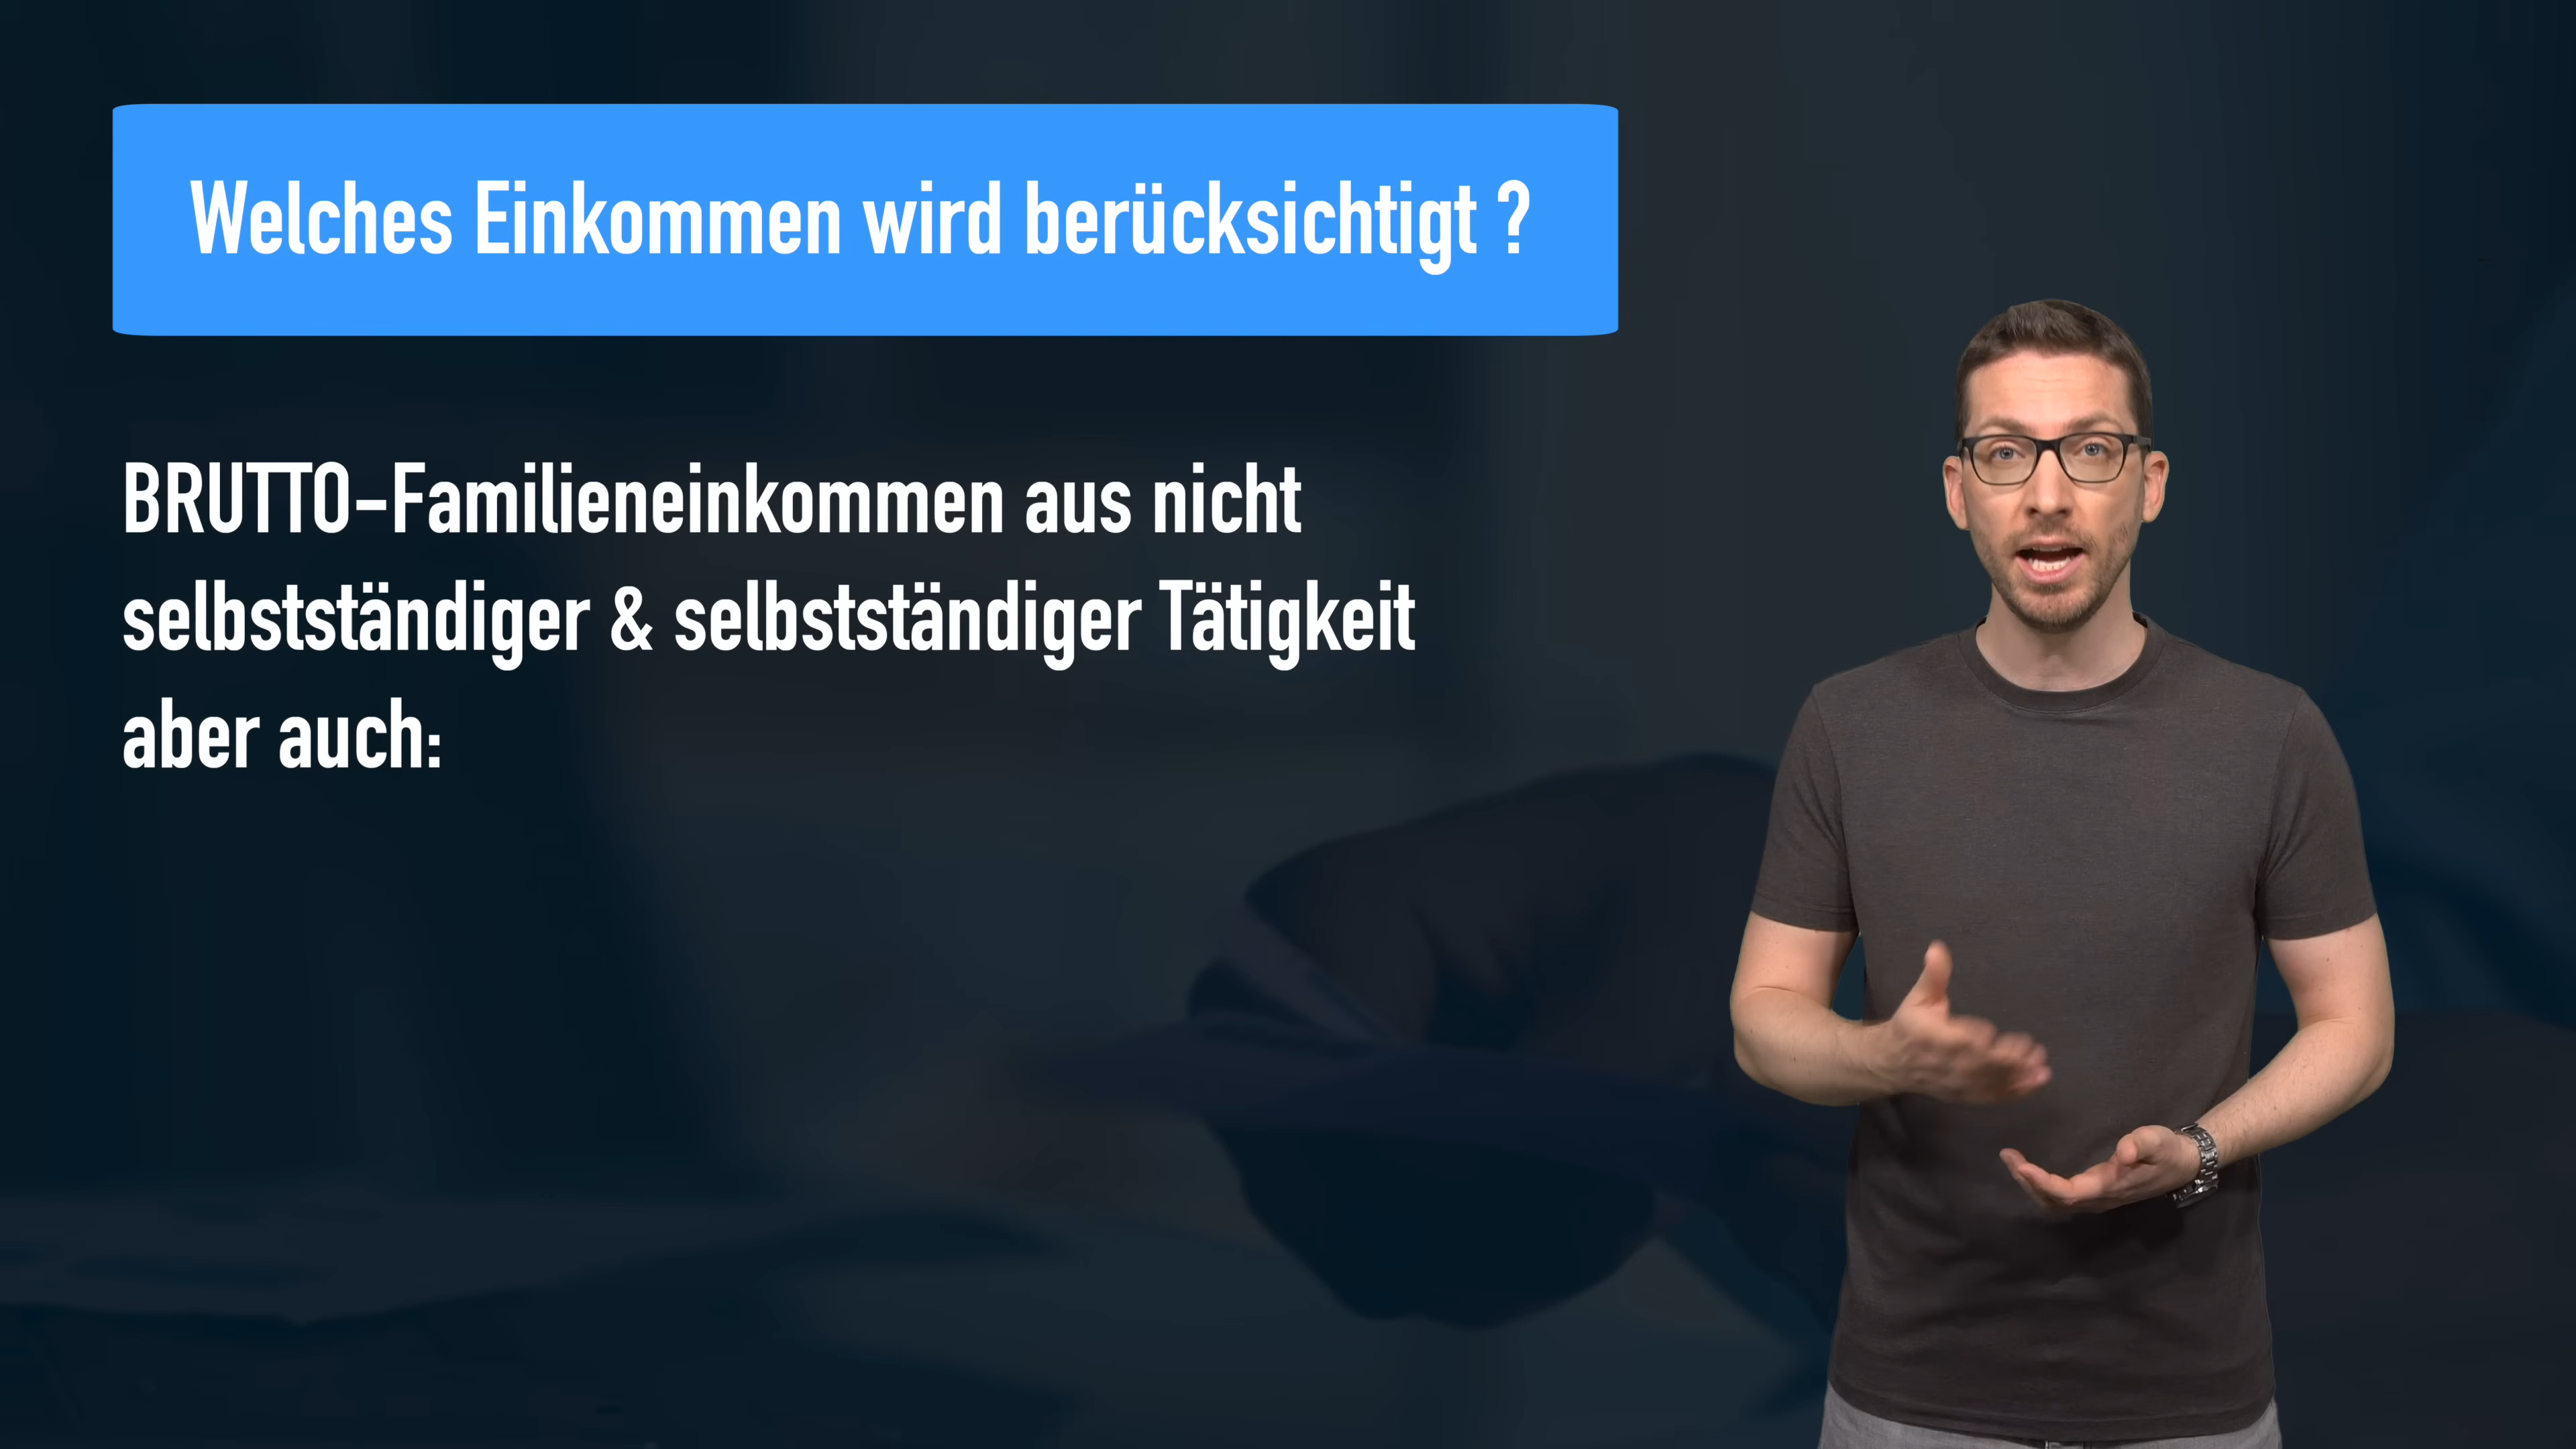 Welches Einkommen wird berücksichtigt ?
BRUTTO-Familieneinkommen aus nicht
selbstständiger & selbstständiger Tätigkeit
aber auch: